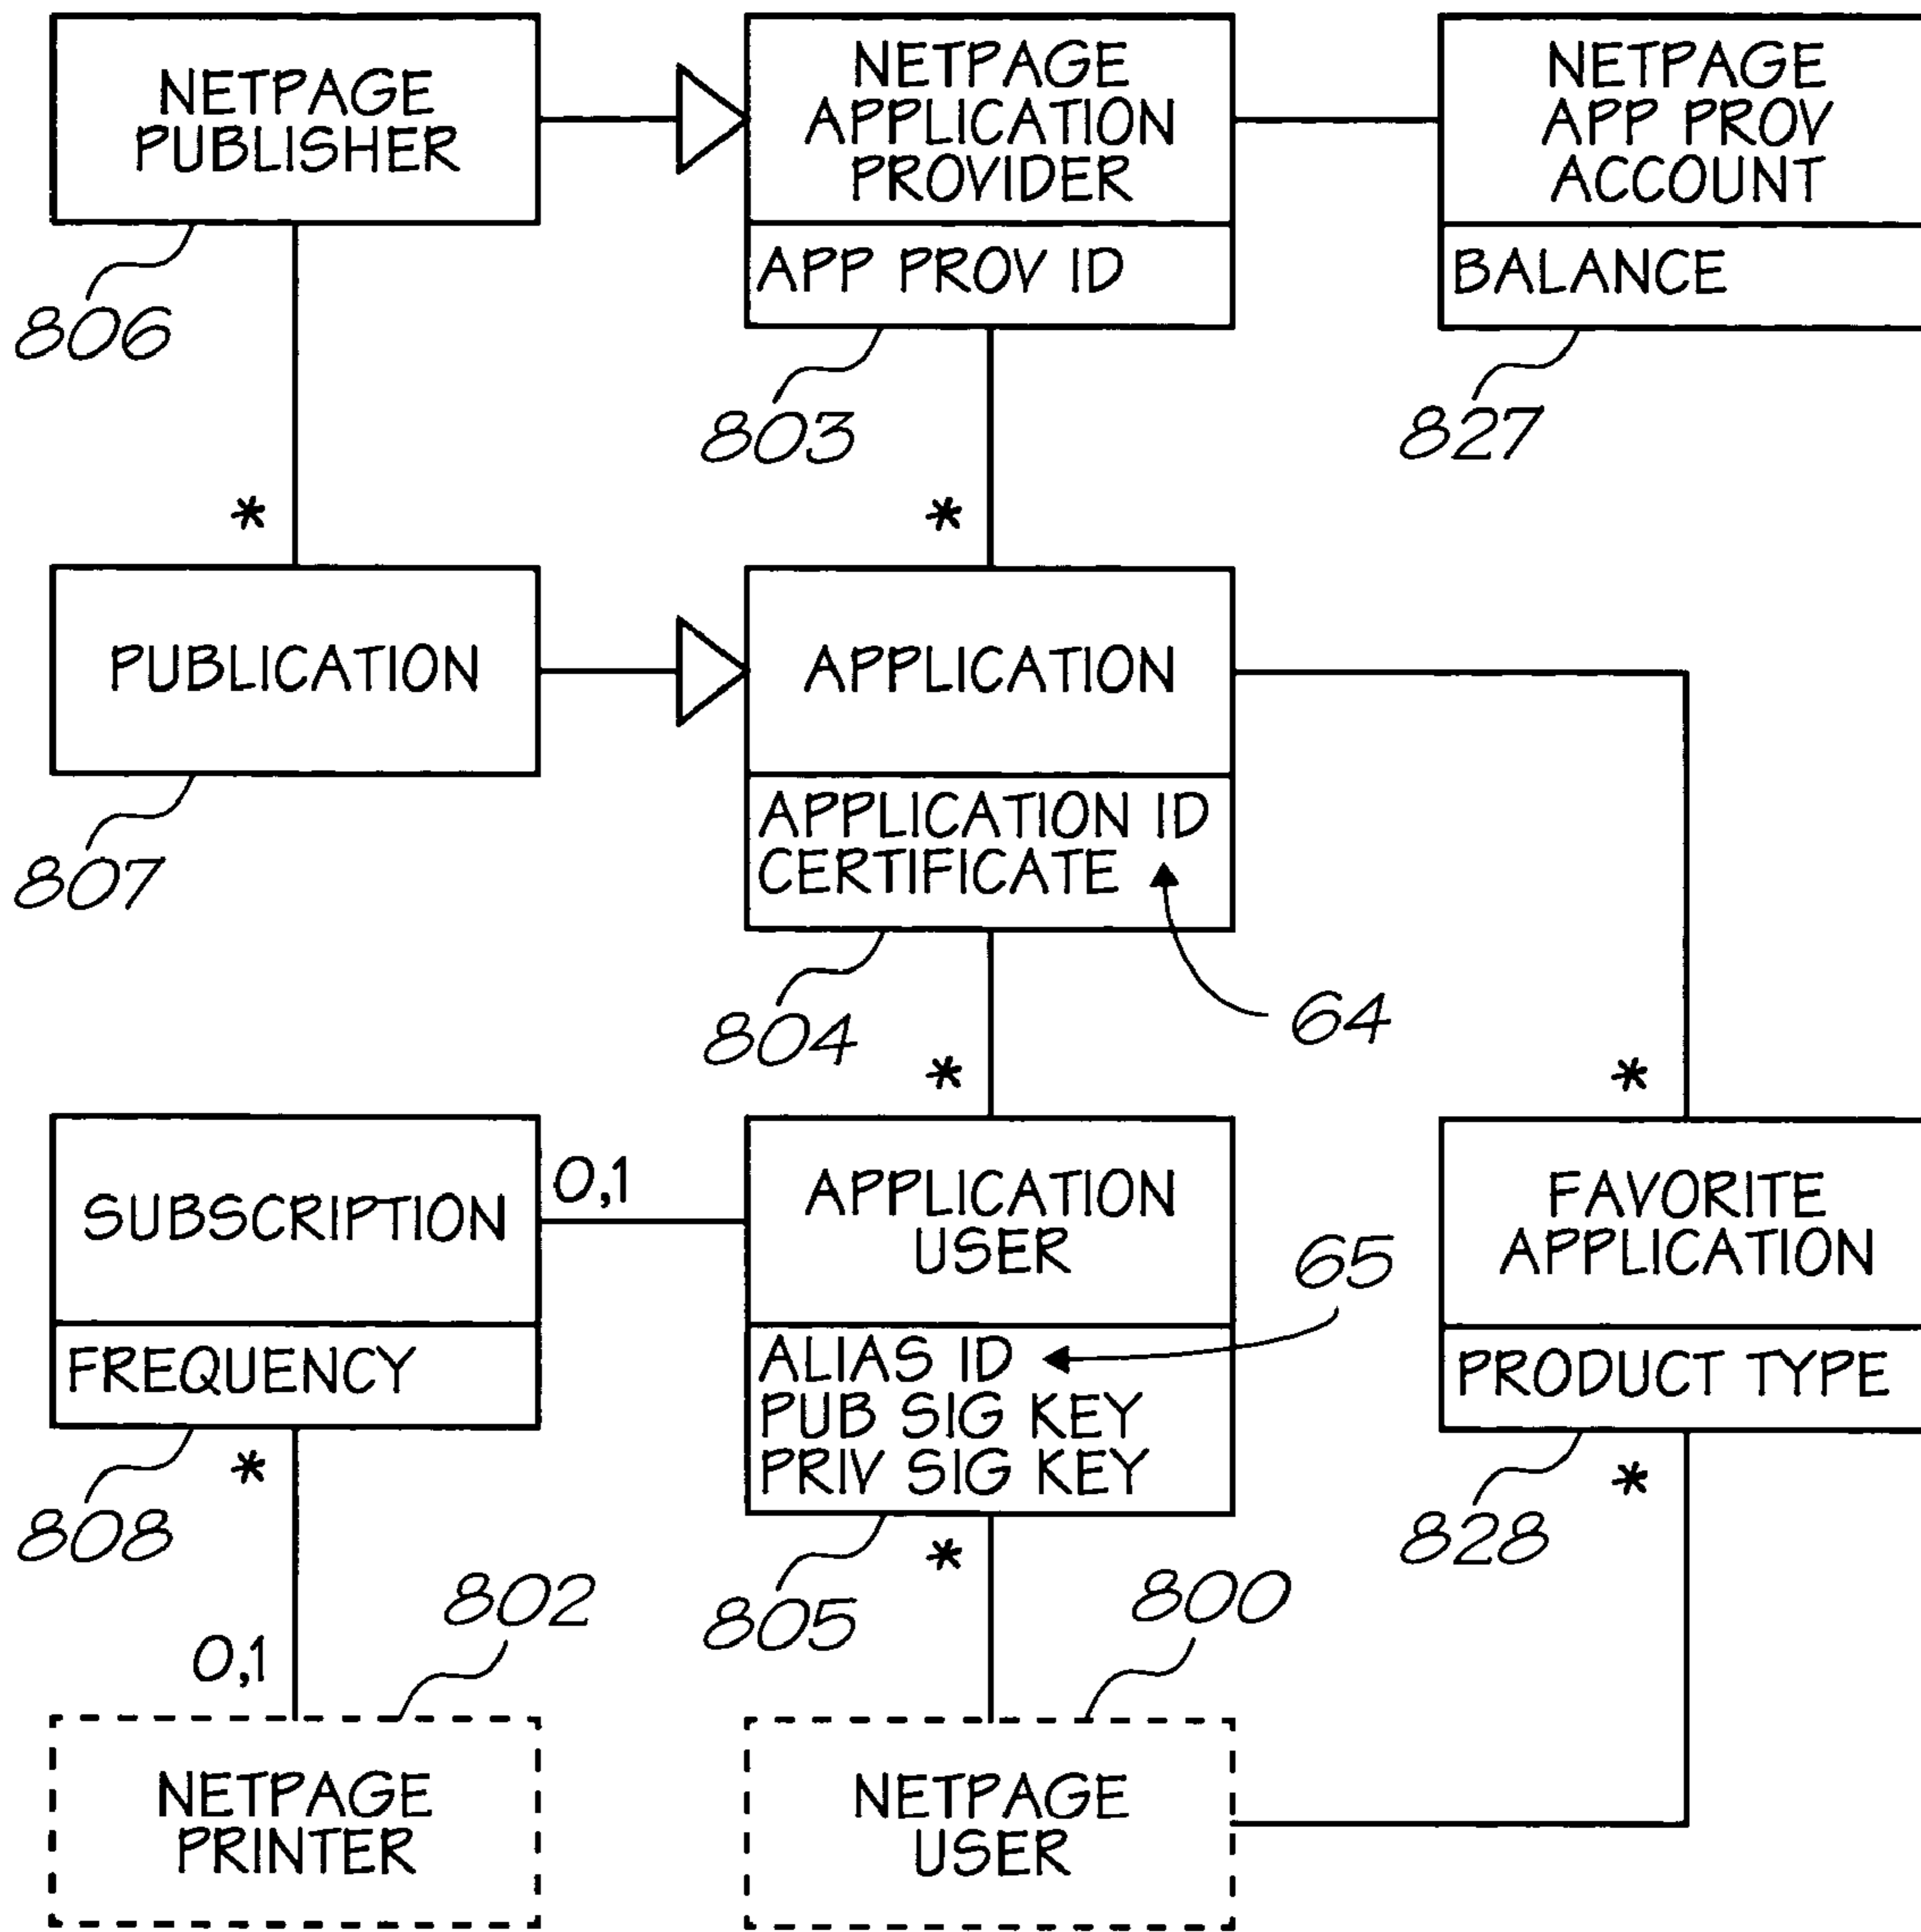 NETPAGE
PUBLISHER
806
NETPAGE
APPLICATION
PROVIDER
APP PROV ID
803
NETPAGE
APP PROV
ACCOUNT
BALANCE
827
*
*
PUBLICATION
807
APPLICATION
APPLICATION ID
CERTIFICATE
804
64
*
*
SUBSCRIPTION
FREQUENCY
0,1
808
*
APPLICATION
USER
ALIAS ID
PUB SIG KEY
PRIV SIG KEY
65
805
*
FAVORITE
APPLICATION
PRODUCT TYPE
828
*
802
0,1
800
NETPAGE
PRINTER
NETPAGE
USER